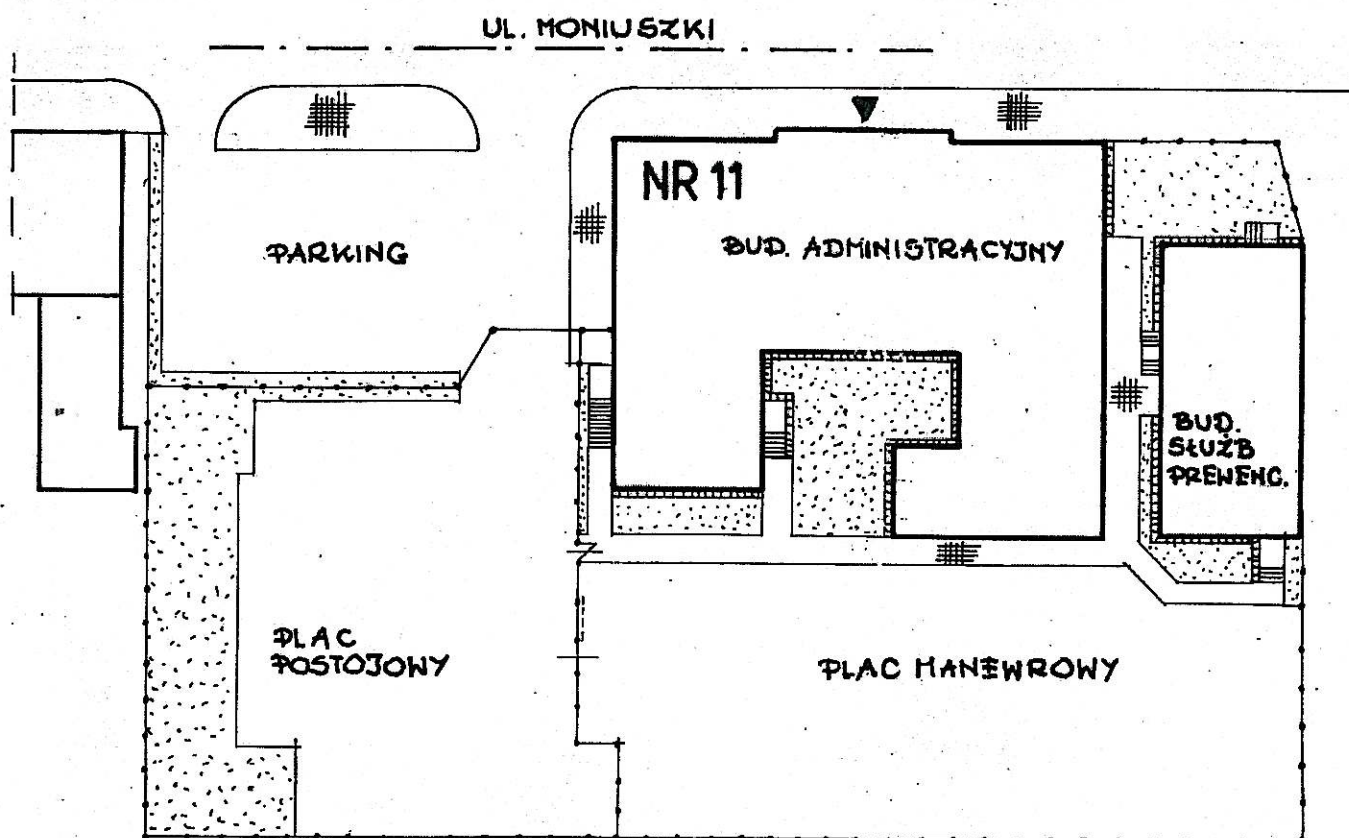 UL. MONIUSZKI
NR 11
PARKING
BUD. ADMINISTRACYJNY
BUD.
SŁUŻB
PREWENC.
PLAC
POSTOJOWY
PLAC MANEWROWY